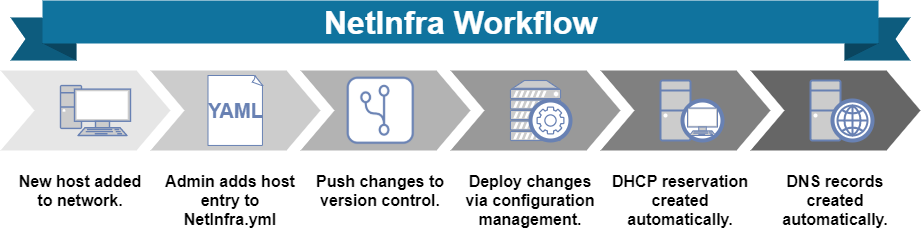 NetInfra Workflow
YAML
New host added
to network.
Admin adds host
entry to
NetInfra.yml
Push changes to
version control.
Deploy changes
via configuration
management.
DHCP reservation
created
automatically.
DNS records
created
automatically.